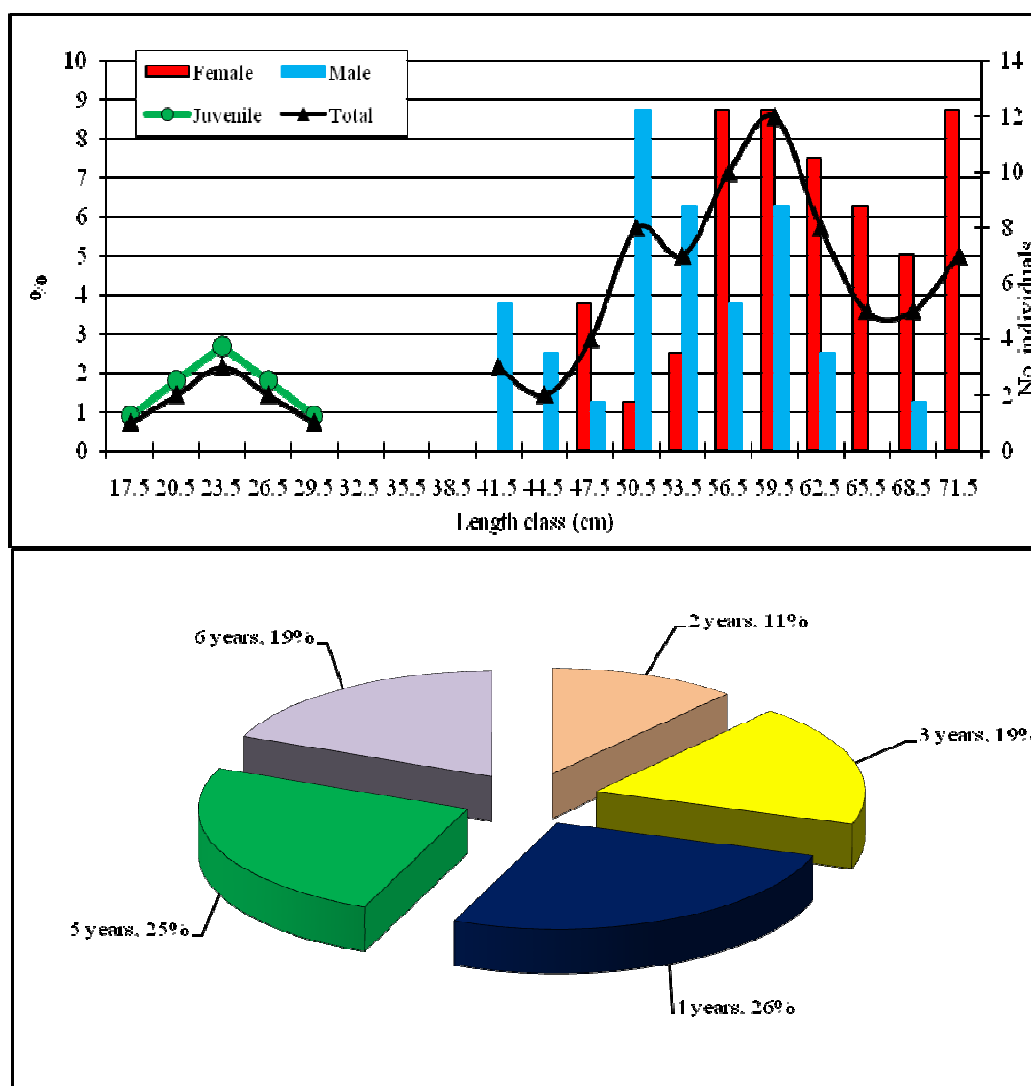 Female
Male
Juvenile
Total
10
9
8
7
6
5
4
3
2
1
0
%
14
12
10
8
6
4
2
0
No individuals
17.5 20.5 23.5 26.5 29.5 32.5 35.5 38.5 41.5 44.5 47.5 50.5 53.5 56.5 59.5 62.5 65.5 68.5 71.5
Length class (cm)
6 years, 19%
2 years, 11%
3 years, 19%
5 years, 25%
4 years, 26%